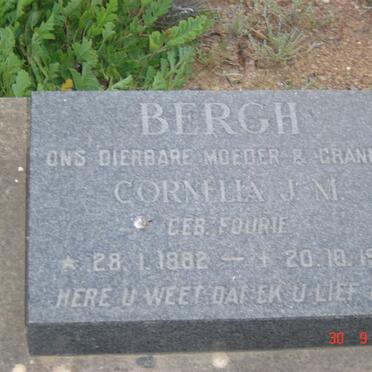 BERGH
ONS DIERBARE MOEDER & GRAN
CORNELIA J. M.
GEB. FOURIE
* 28.1.1882 — + 20.10.19
HERE U WEET DAT EK U LIEF
30 9